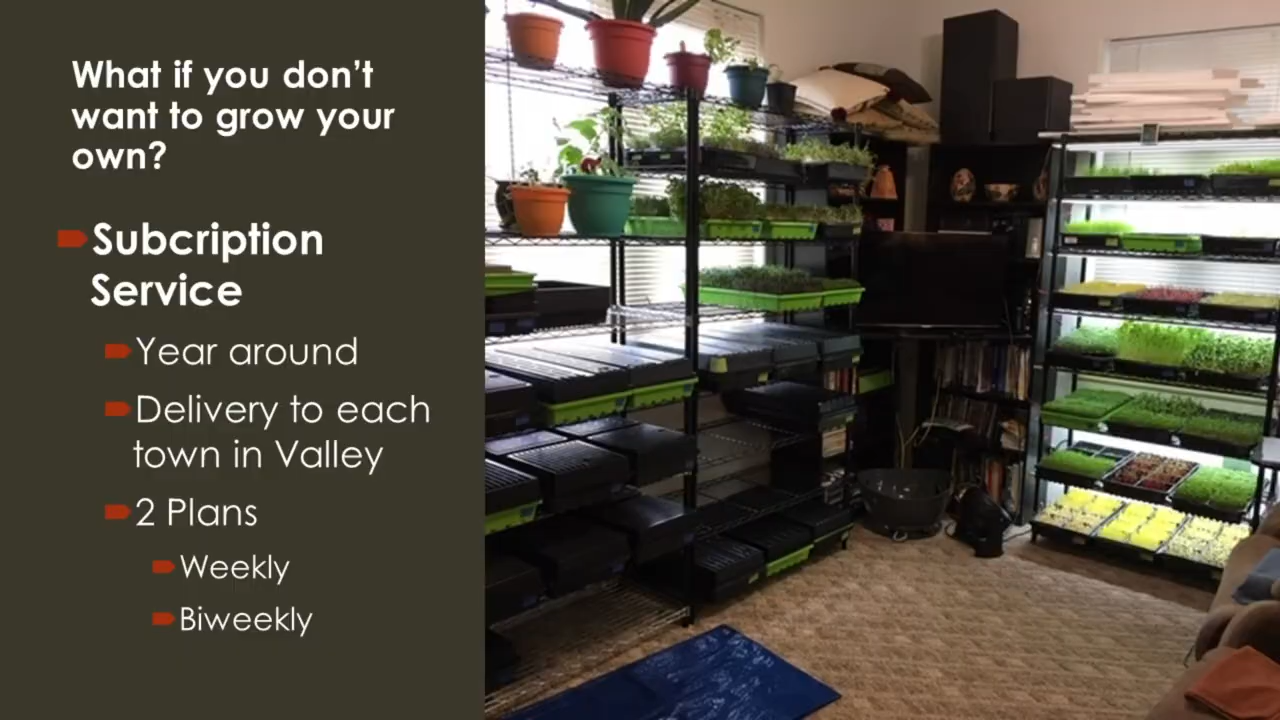 What if you don’t
want to grow your
own?
Subcription
Service
Year around
Delivery to each
town in Valley
2 Plans
Weekly
Biweekly